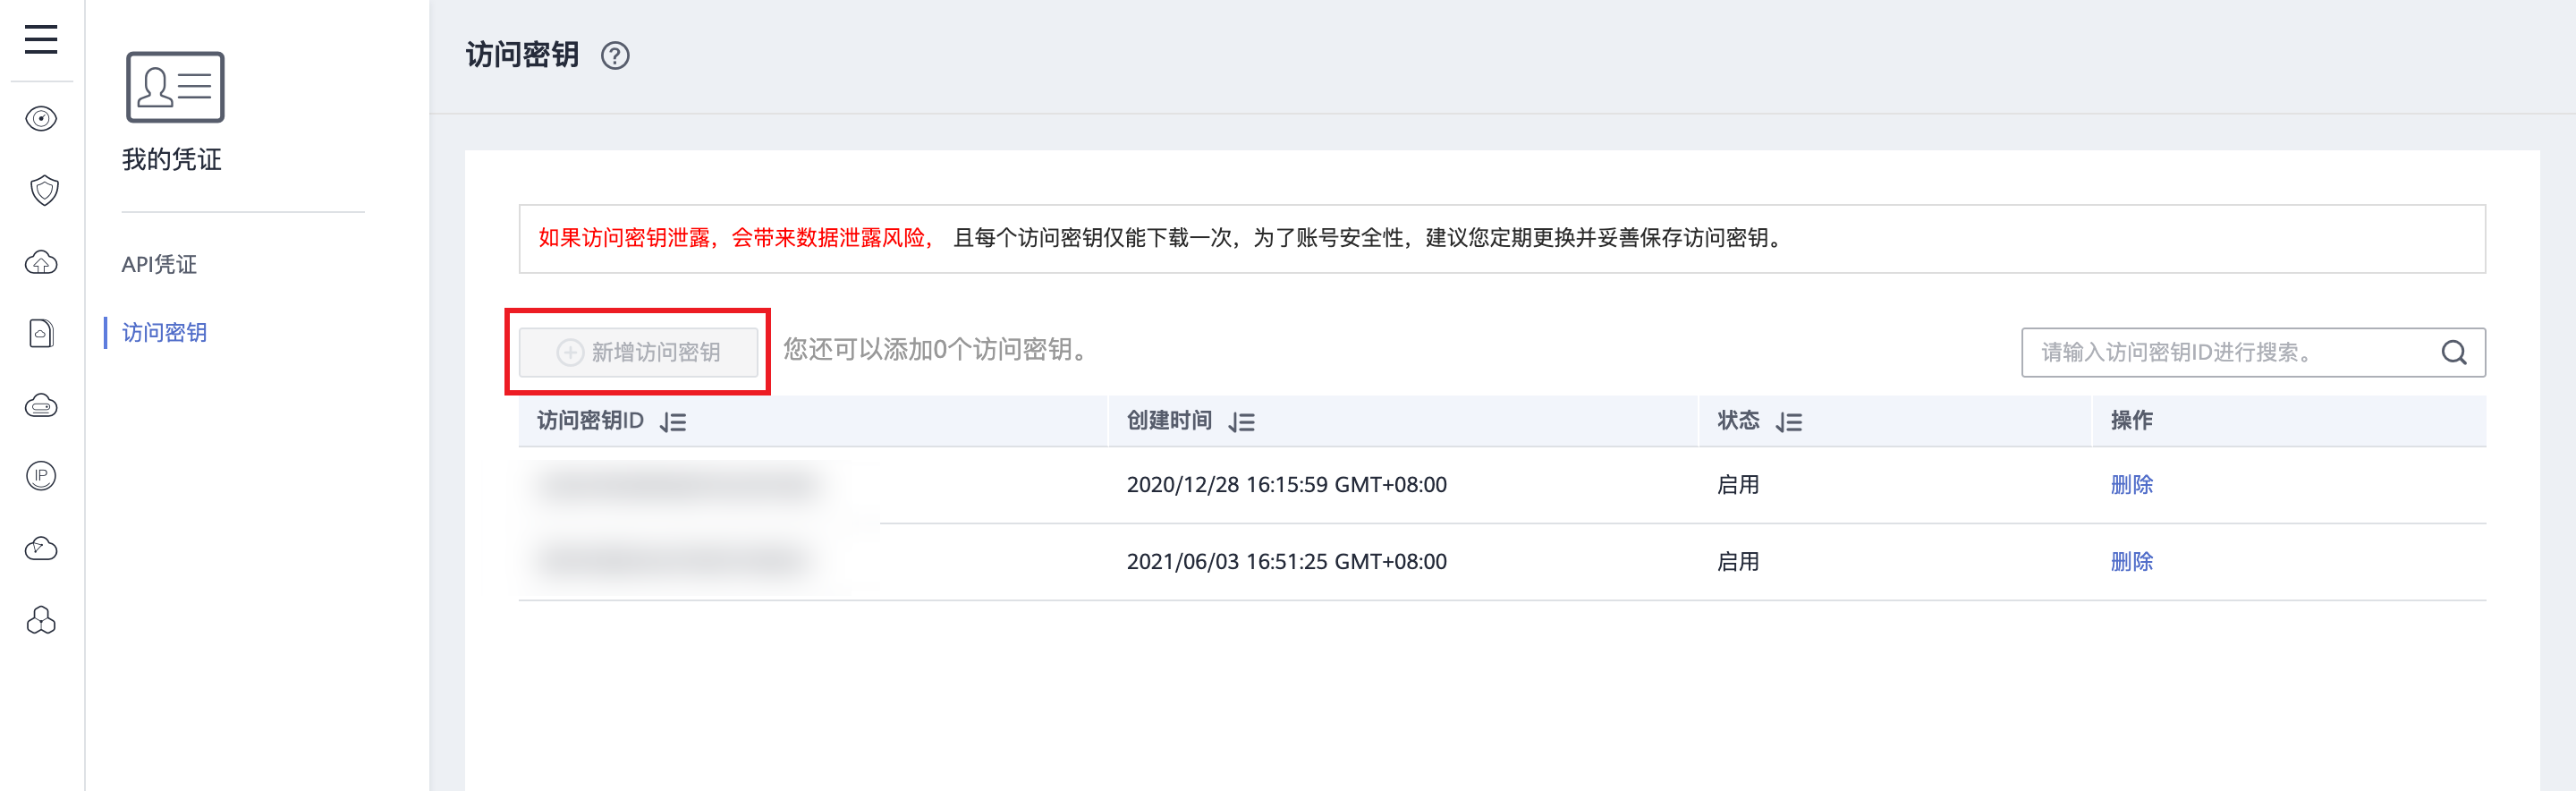 访问密钥 ?
我的凭证
API凭证
访问密钥
如果访问密钥泄露，会带来数据泄露风险， 且每个访问密钥仅能下载一次，为了账号安全性，建议您定期更换并妥善保存访问密钥。
新增访问密钥 您还可以添加0个访问密钥。 请输入访问密钥ID进行搜索。
访问密钥ID 创建时间 状态 操作
2020/12/28 16:15:59 GMT+08:00 启用 删除
2021/06/03 16:51:25 GMT+08:00 启用 删除
IP